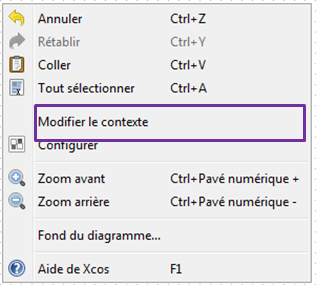 Annuler Ctrl+Z
Rétablir Ctrl+Y
Coller Ctrl+V
Tout sélectionner Ctrl+A
Modifier le contexte
Configurer
Zoom avant Ctrl+Pavé numérique +
Zoom arrière Ctrl+Pavé numérique -
Fond du diagramme...
Aide de Xcos F1